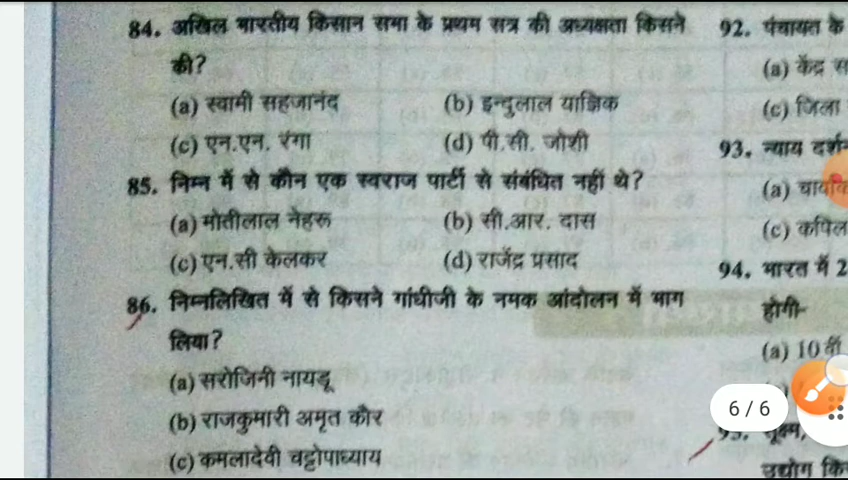 84. अखिल भारतीय किसान सभा के प्रथम सत्र की अध्यक्षता किसने
की?
(a) स्वामी सहजानंद (b) इन्दुलाल याज्ञिक
(c) एन.एन. रंगा (d) पी.सी. जोशी
85. निम्न में से कौन एक स्वराज पार्टी से संबंधित नहीं थे?
(a) मोतीलाल नेहरू (b) सी.आर. दास
(c) एन.सी केलकर (d) राजेंद्र प्रसाद
86. निम्नलिखित में से किसने गांधीजी के नमक आंदोलन में भाग
लिया?
(a) सरोजिनी नायडू
(b) राजकुमारी अमृत कौर
(c) कमलादेवी चट्टोपाध्याय
92. पंचायत के
(a) केंद्र
(c) जिला
93. न्याय
(a)
(c) कपिल
94. भारत में 2
होगी-
(a) 10 वीं
6 / 6
95. सूक्ष्म,
उद्योग